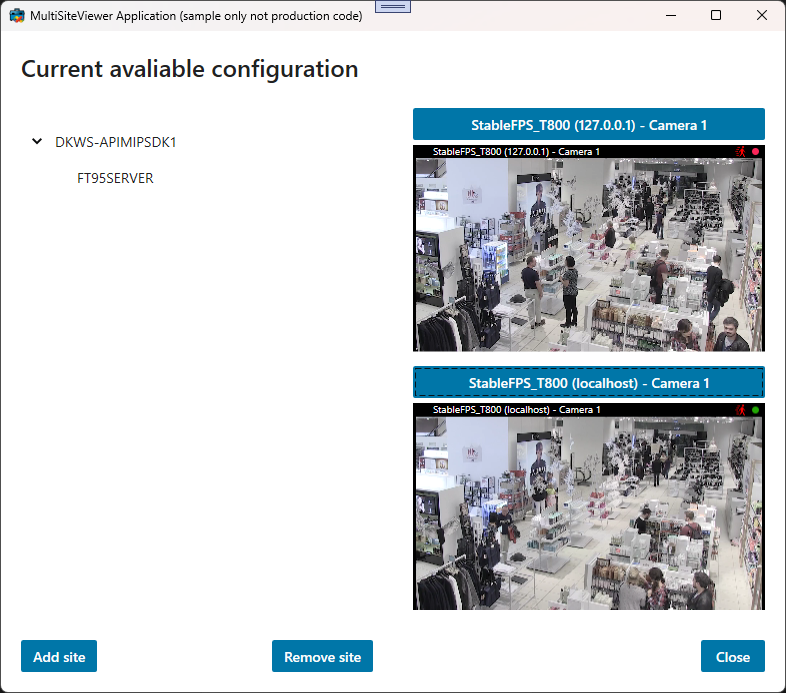 MultiSiteViewer Application (sample only not production code)
Current avaliable configuration
DKWS-APIMIPSDK1
FT95SERVER
StableFPS_T800 (127.0.0.1) - Camera 1
StableFPS_T800 (127.0.0.1) - Camera 1
StableFPS_T800 (localhost) - Camera 1
StableFPS_T800 (localhost) - Camera 1
Add site
Remove site
Close